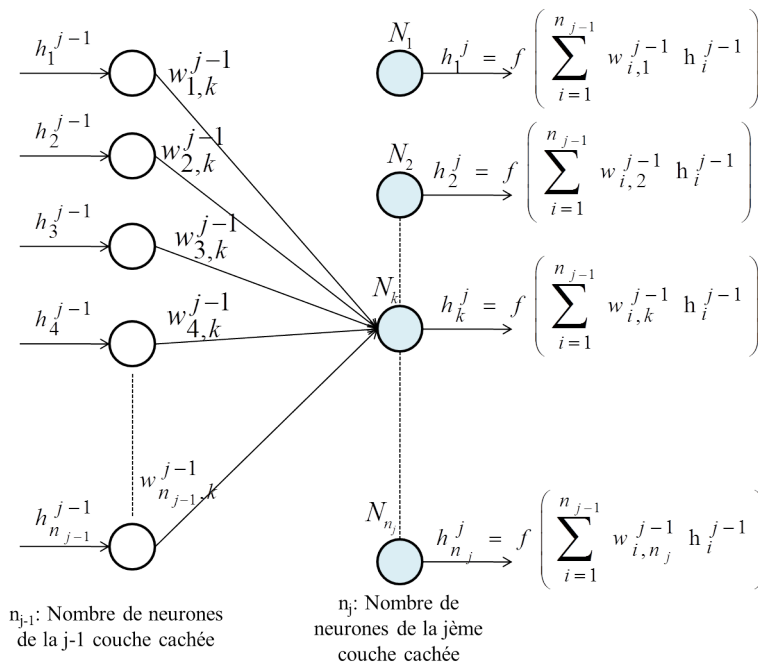 h_1^{j-1}
w_{1,k}^{j-1}
N_1
h_1^j = f ( \sum_{i=1}^{n_{j-1}} w_{i,1}^{j-1} h_i^{j-1} )
h_2^{j-1}
w_{2,k}^{j-1}
N_2
h_2^j = f ( \sum_{i=1}^{n_{j-1}} w_{i,2}^{j-1} h_i^{j-1} )
h_3^{j-1}
w_{3,k}^{j-1}
N_k
h_k^j = f ( \sum_{i=1}^{n_{j-1}} w_{i,k}^{j-1} h_i^{j-1} )
h_4^{j-1}
w_{4,k}^{j-1}
h_{n_{j-1}}^{j-1}
w_{n_{j-1},k}^{j-1}
N_{n_j}
h_{n_j}^j = f ( \sum_{i=1}^{n_{j-1}} w_{i,n_j}^{j-1} h_i^{j-1} )
n_{j-1}: Nombre de neurones
de la j-1 couche cachée
n_j: Nombre de
neurones de la jème
couche cachée